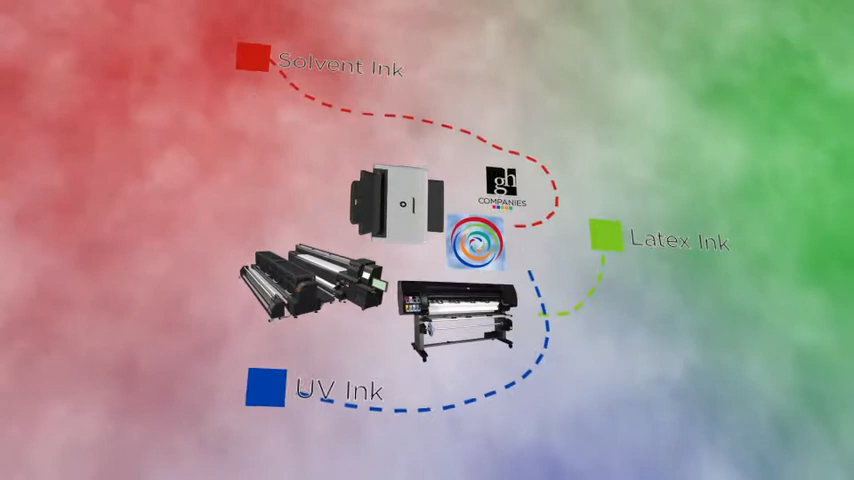 Solvent Ink
gh
COMPANIES
Latex Ink
UV Ink